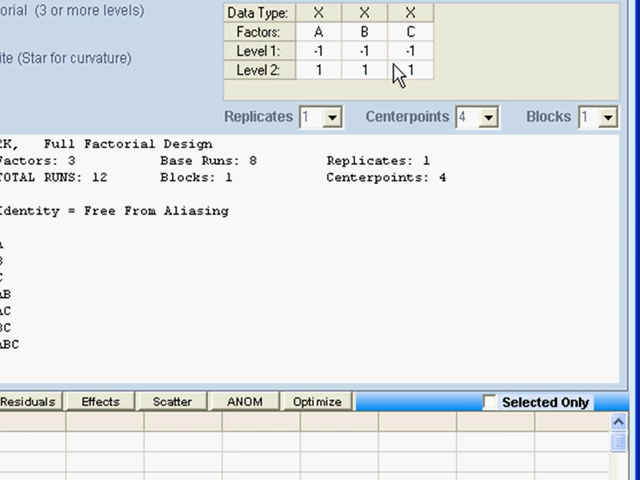 orial (3 or more levels)
ite (Star for curvature)
Data Type: X X X
Factors: A B C
Level 1: -1 -1 -1
Level 2: 1 1 1
Replicates 1 Centerpoints 4 Blocks 1
2K, Full Factorial Design
Factors: 3 Base Runs: 8 Replicates: 1
TOTAL RUNS: 12 Blocks: 1 Centerpoints: 4
Identity = Free From Aliasing
A
B
C
AB
AC
BC
ABC
Residuals Effects Scatter ANOM Optimize Selected Only